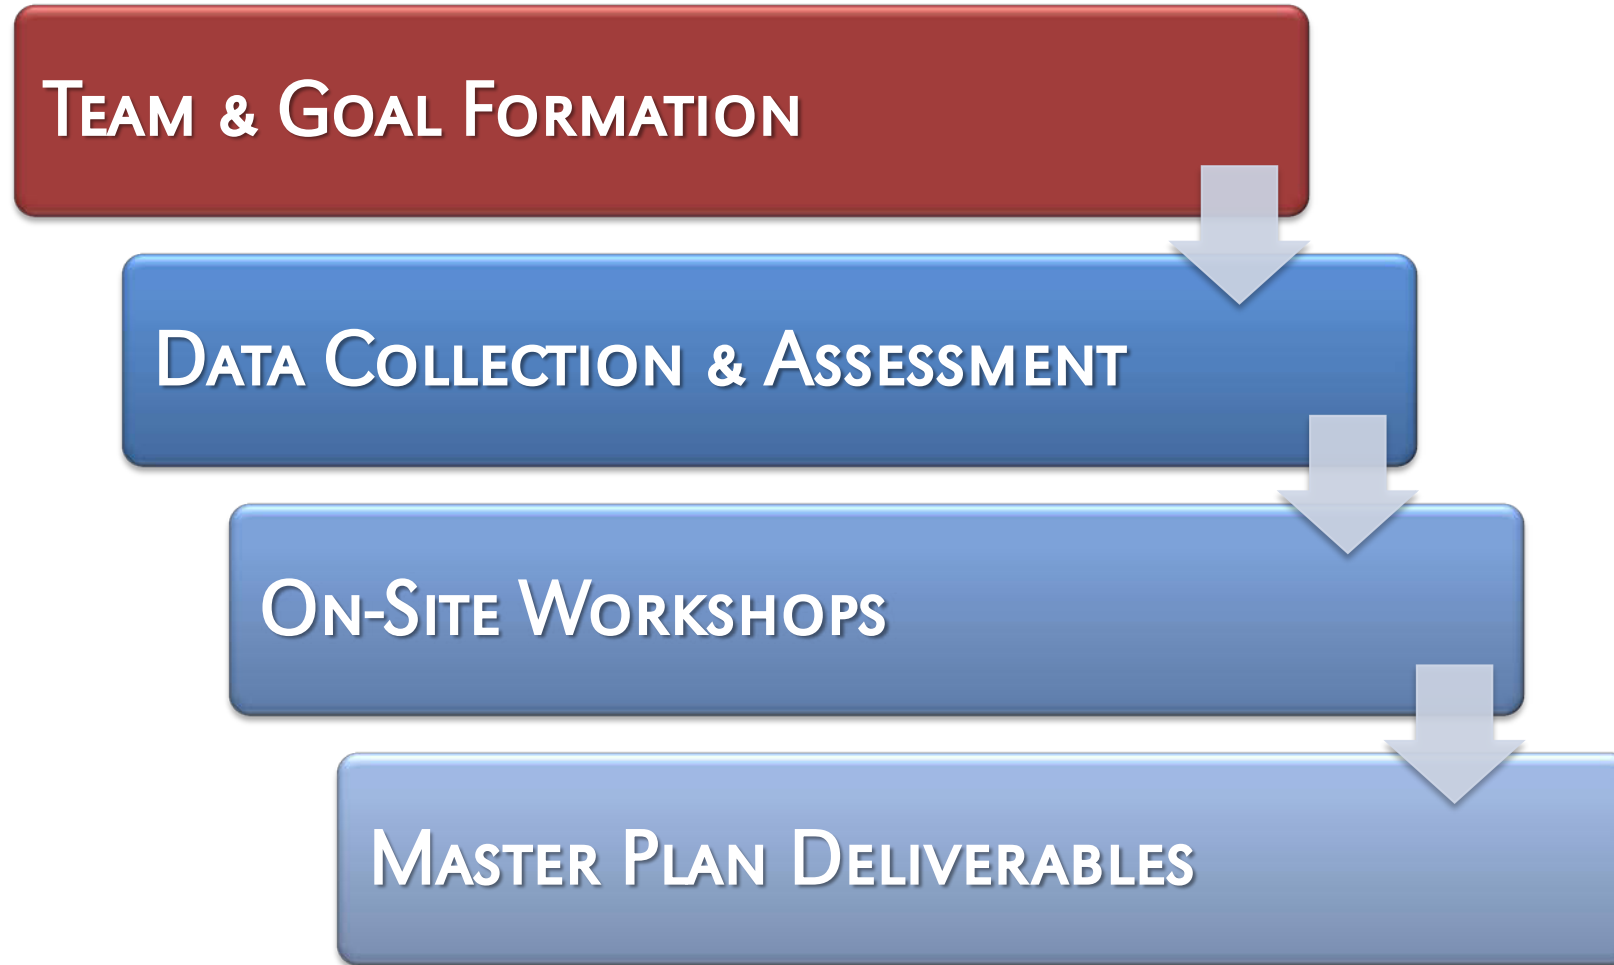 Team & Goal Formation
Data Collection & Assessment
On-Site Workshops
Master Plan Deliverables